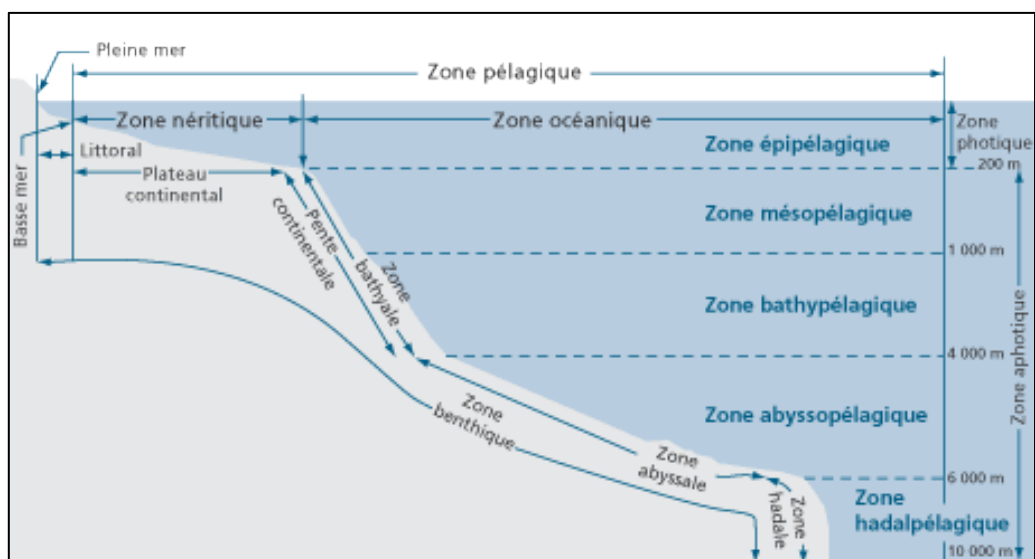 Pleine mer
Zone pélagique
Zone néritique
Zone océanique
Zone
photique
Zone épipélagique
200 m
Littoral
Plateau
continental
Basse mer
Pente
continentale
Zone
bathyale
Zone mésopélagique
1 000 m
Zone bathypélagique
4 000 m
Zone aphotique
Zone
benthique
Zone abyssopélagique
Zone
abyssale
6 000 m
Zone
hadale
Zone
hadalpélagique
10 000 m